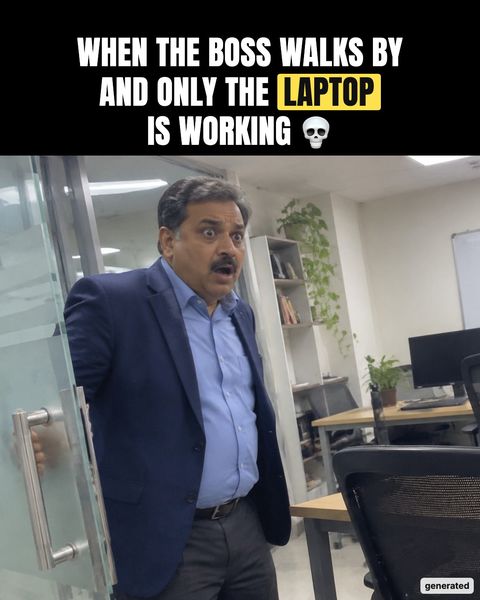 WHEN THE BOSS WALKS BY
AND ONLY THE LAPTOP
IS WORKING 💀
generated